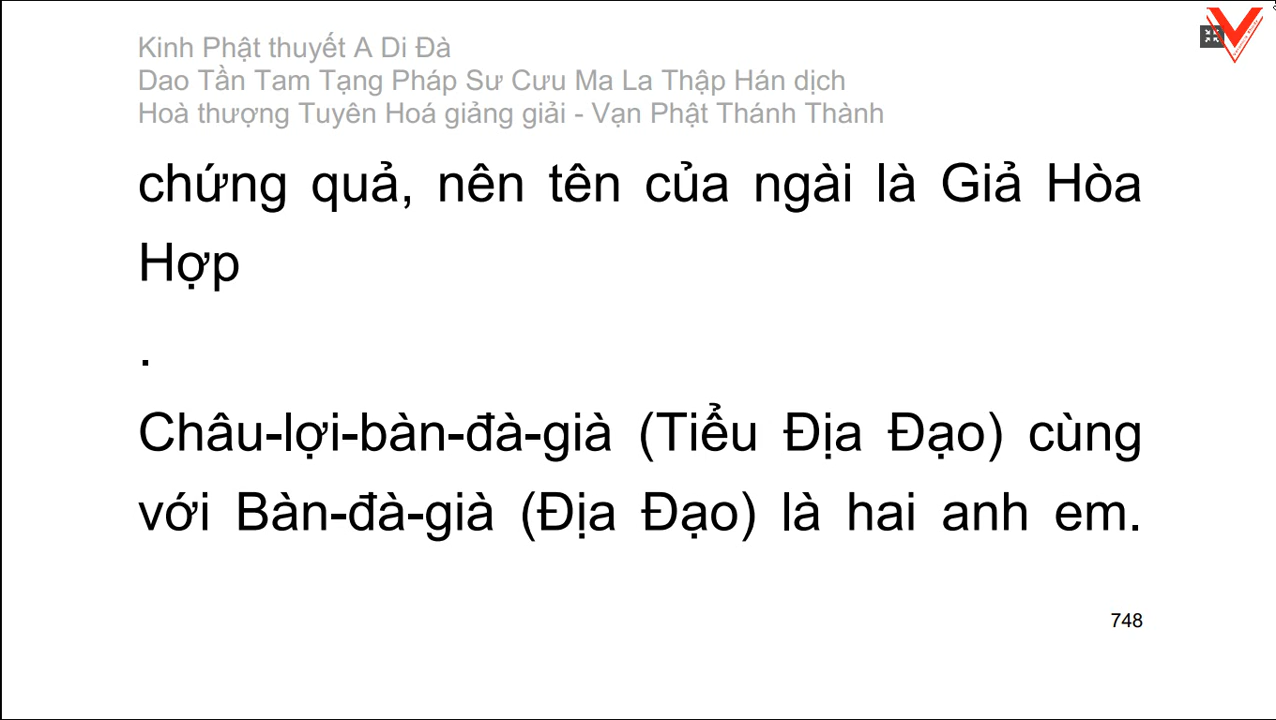 Kinh Phật thuyết A Di Đà
Dao Tần Tam Tạng Pháp Sư Cưu Ma La Thập Hán dịch
Hoà thượng Tuyên Hoá giảng giải - Vạn Phật Thánh Thành
chứng quả, nên tên của ngài là Giả Hòa
Hợp
.
Châu-lợi-bàn-đà-già (Tiểu Địa Đạo) cùng
với Bàn-đà-già (Địa Đạo) là hai anh em.
748